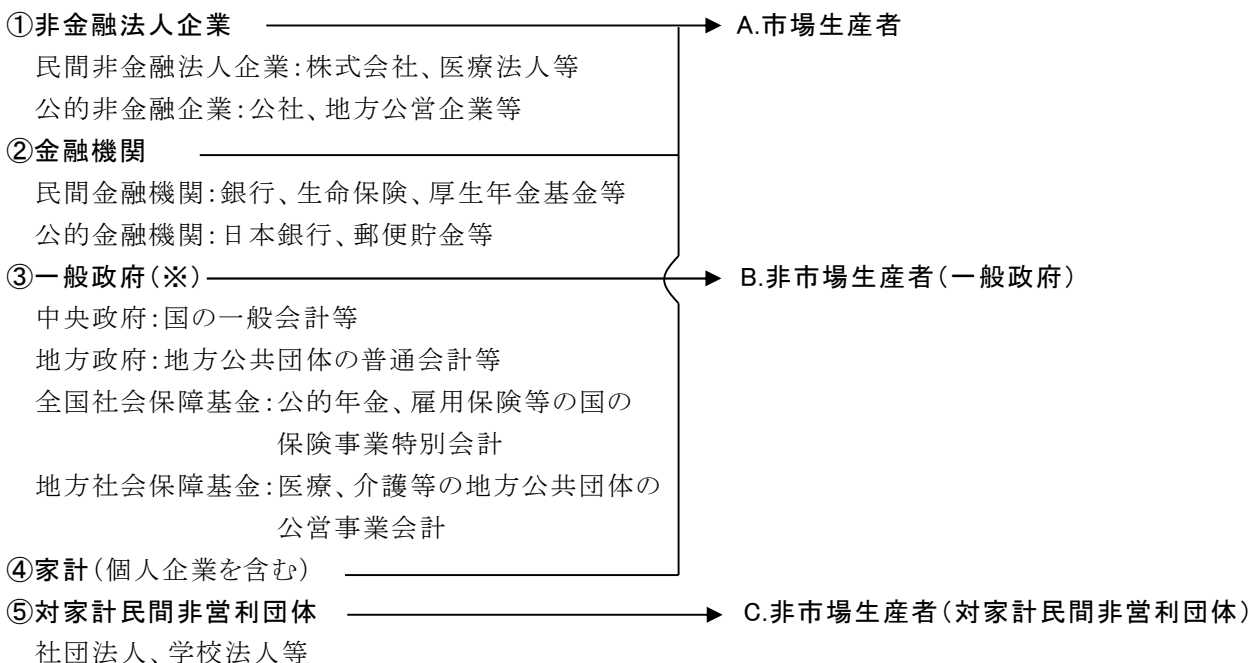 ①非金融法人企業 A.市場生産者
民間非金融法人企業:株式会社、医療法人等
公的非金融企業:公社、地方公営企業等
②金融機関
民間金融機関:銀行、生命保険、厚生年金基金等
公的金融機関:日本銀行、郵便貯金等
③一般政府(※) B.非市場生産者(一般政府)
中央政府:国の一般会計等
地方政府:地方公共団体の普通会計等
全国社会保障基金:公的年金、雇用保険等の国の
保険事業特別会計
地方社会保障基金:医療、介護等の地方公共団体の
公営事業会計
④家計(個人企業を含む)
⑤対家計民間非営利団体 C.非市場生産者(対家計民間非営利団体)
社団法人、学校法人等